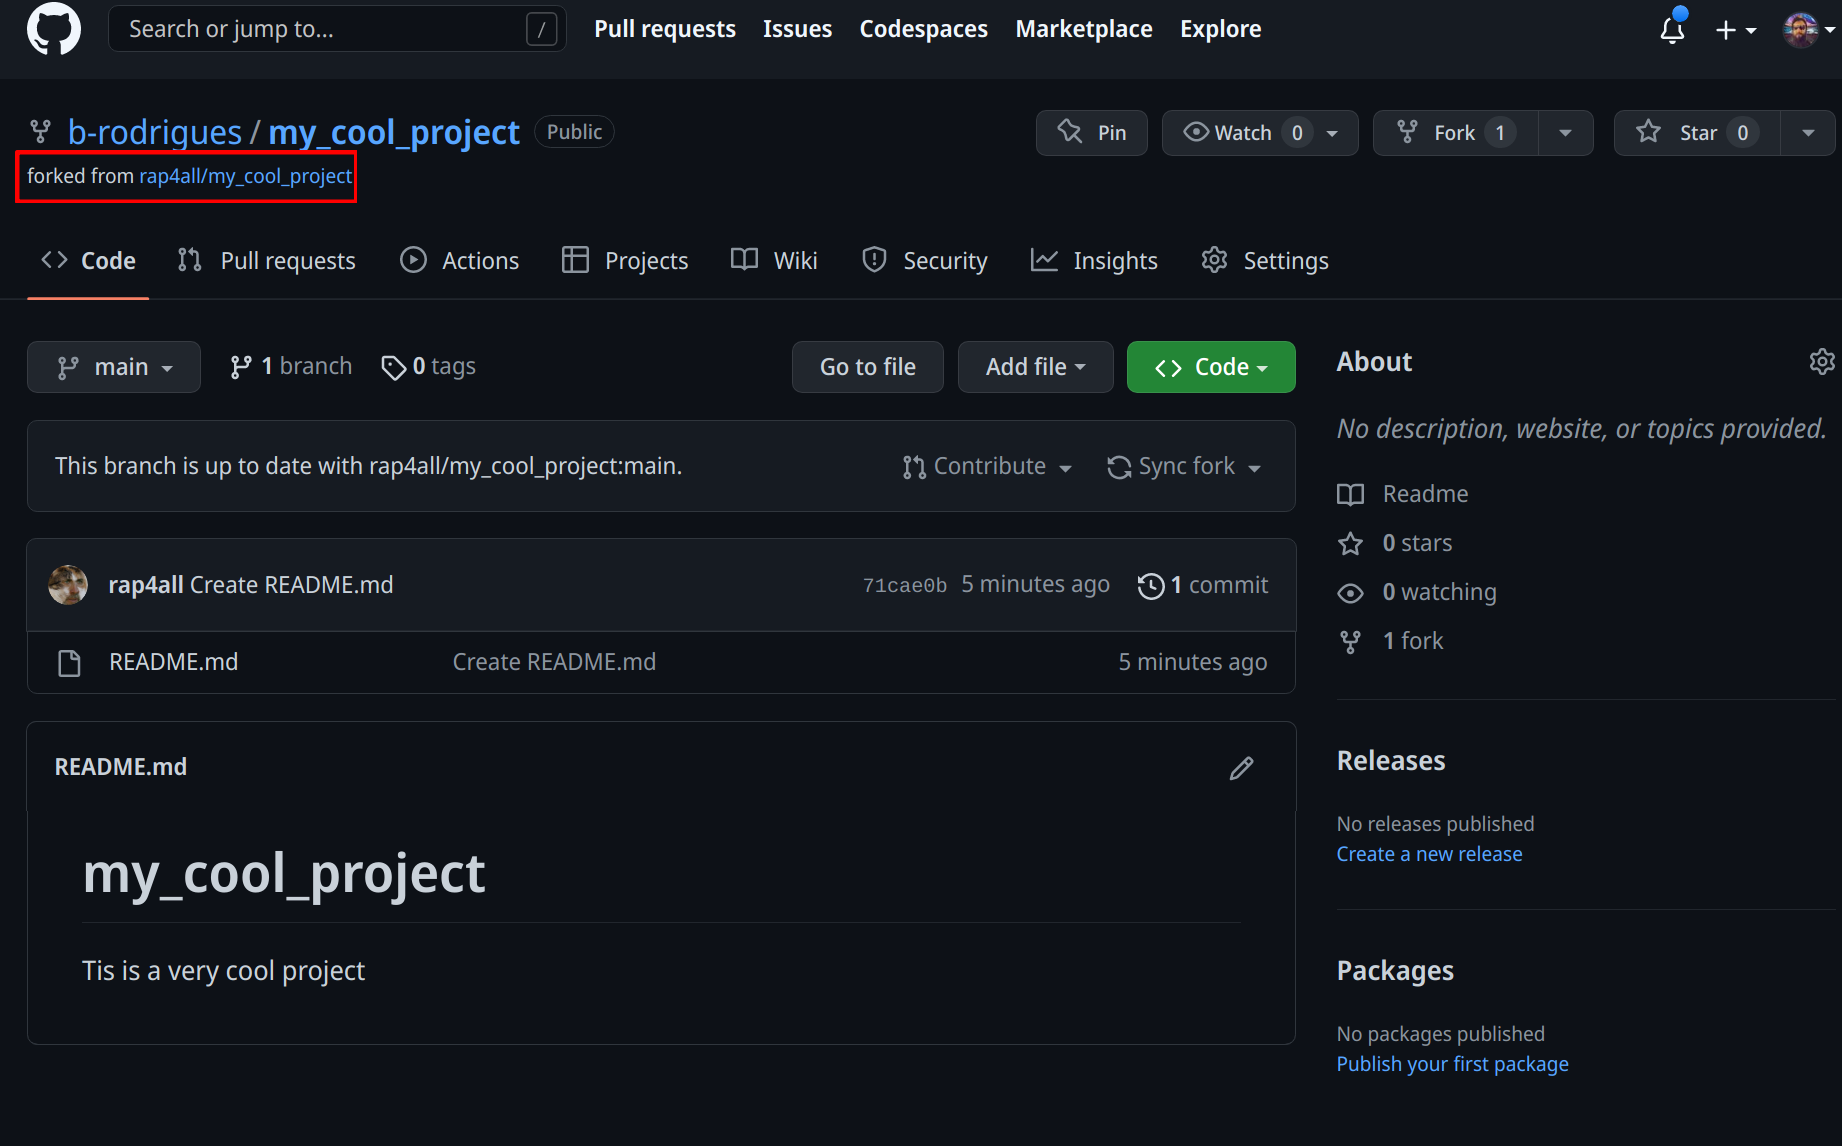 Search or jump to... /
Pull requests Issues Codespaces Marketplace Explore
b-rodrigues / my_cool_project Public
Pin Watch 0 Fork 1 Star 0
forked from rap4all/my_cool_project
Code Pull requests Actions Projects Wiki Security Insights Settings
main 1 branch 0 tags Go to file Add file Code
This branch is up to date with rap4all/my_cool_project:main. Contribute Sync fork
rap4all Create README.md 71cae0b 5 minutes ago 1 commit
README.md Create README.md 5 minutes ago
README.md
my_cool_project
Tis is a very cool project
About
No description, website, or topics provided.
Readme
0 stars
0 watching
1 fork
Releases
No releases published
Create a new release
Packages
No packages published
Publish your first package